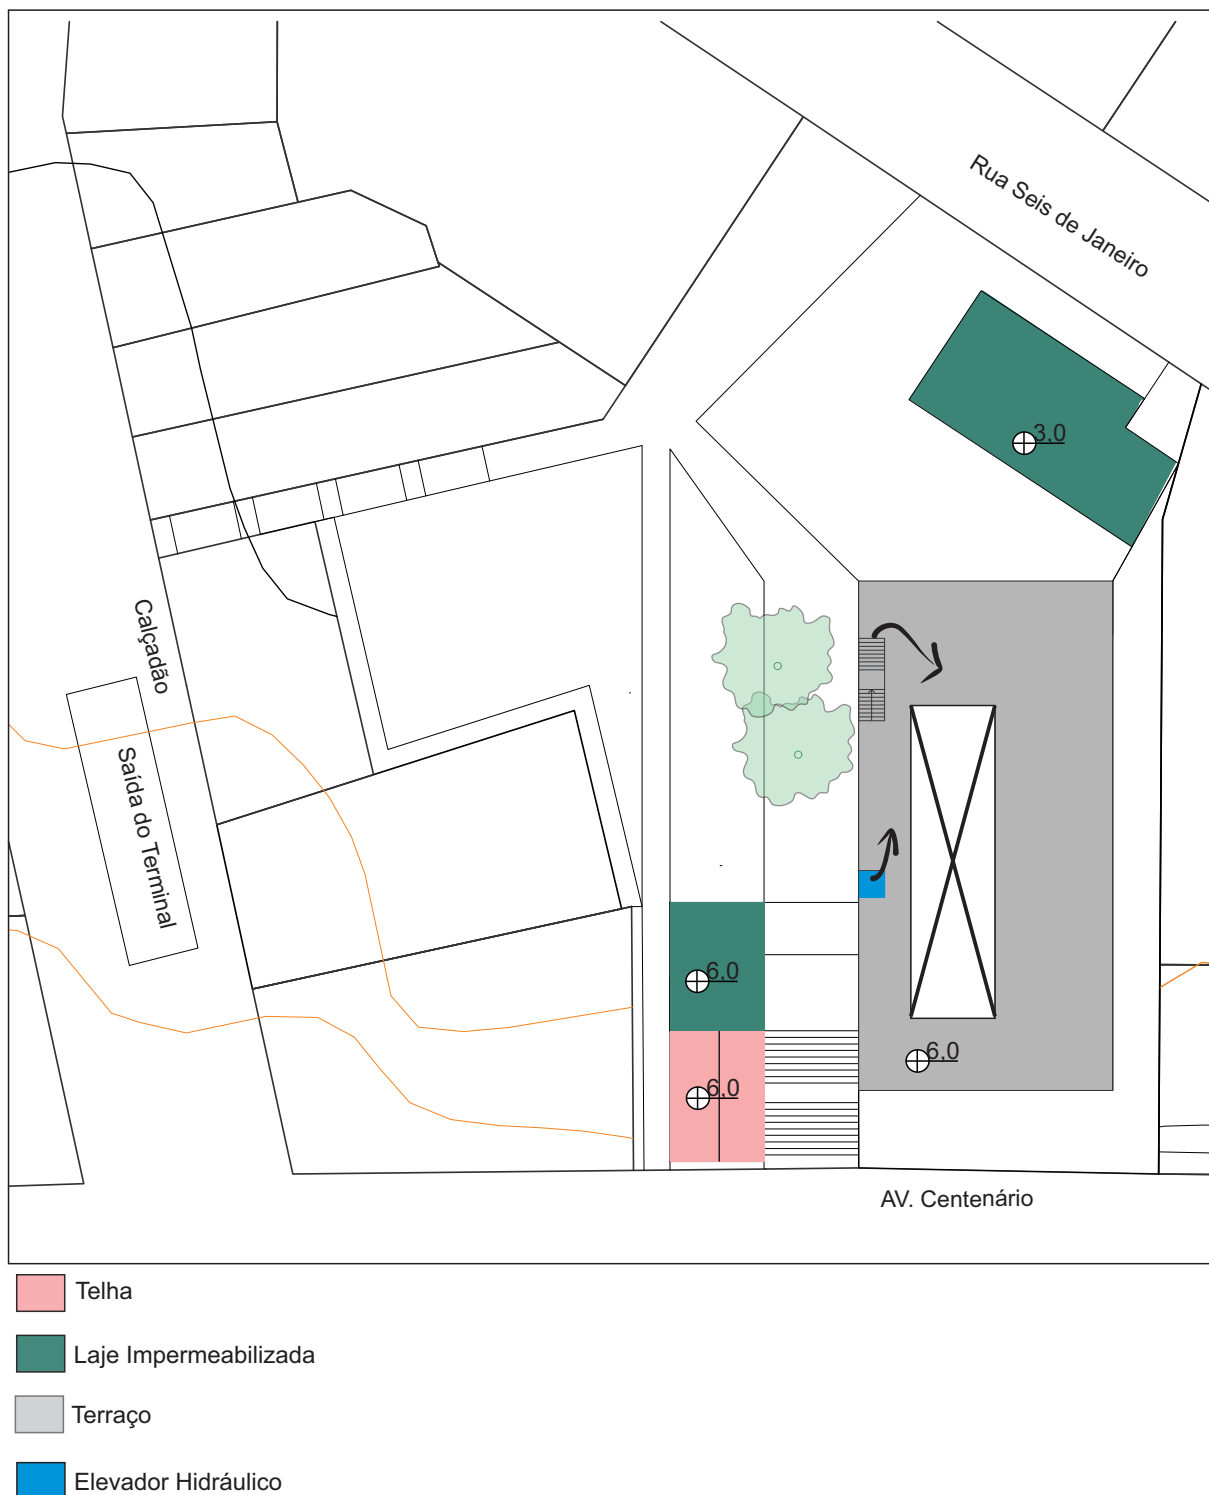 Rua Seis de Janeiro
3,0
Calçadão
Saída do Terminal
6,0
6,0
6,0
AV. Centenário
Telha
Laje Impermeabilizada
Terraço
Elevador Hidráulico